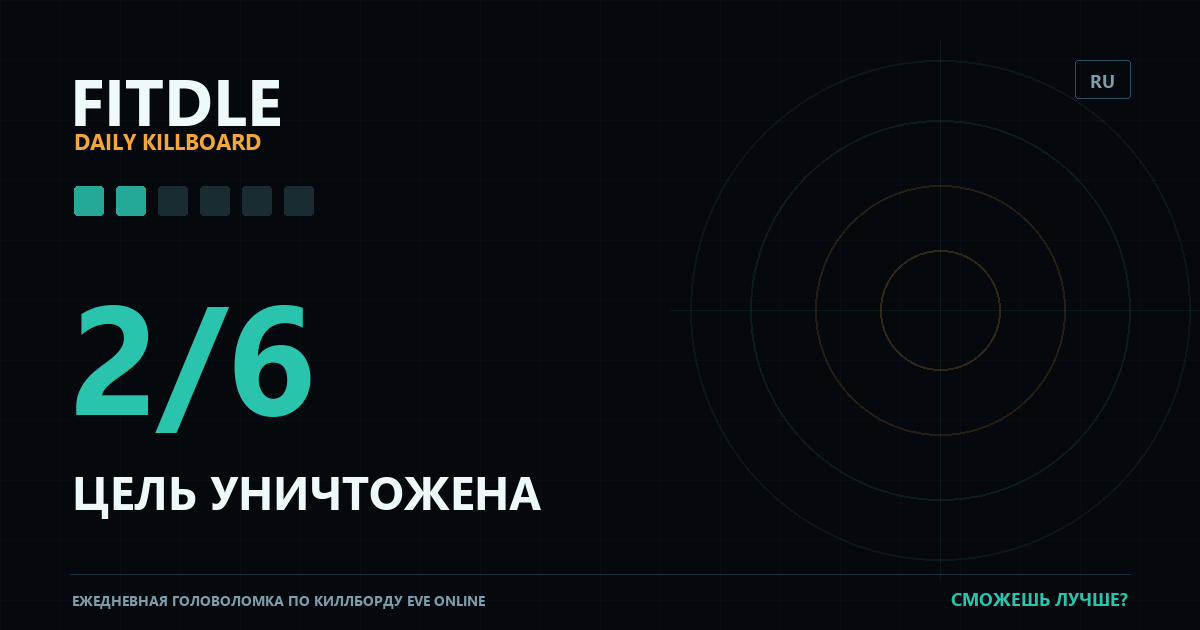 FITDLE
RU
DAILY KILLBOARD
2/6
ЦЕЛЬ УНИЧТОЖЕНА
ЕЖЕДНЕВНАЯ ГОЛОВОЛОМКА ПО КИЛЛБОРДУ EVE ONLINE
СМОЖЕШЬ ЛУЧШЕ?